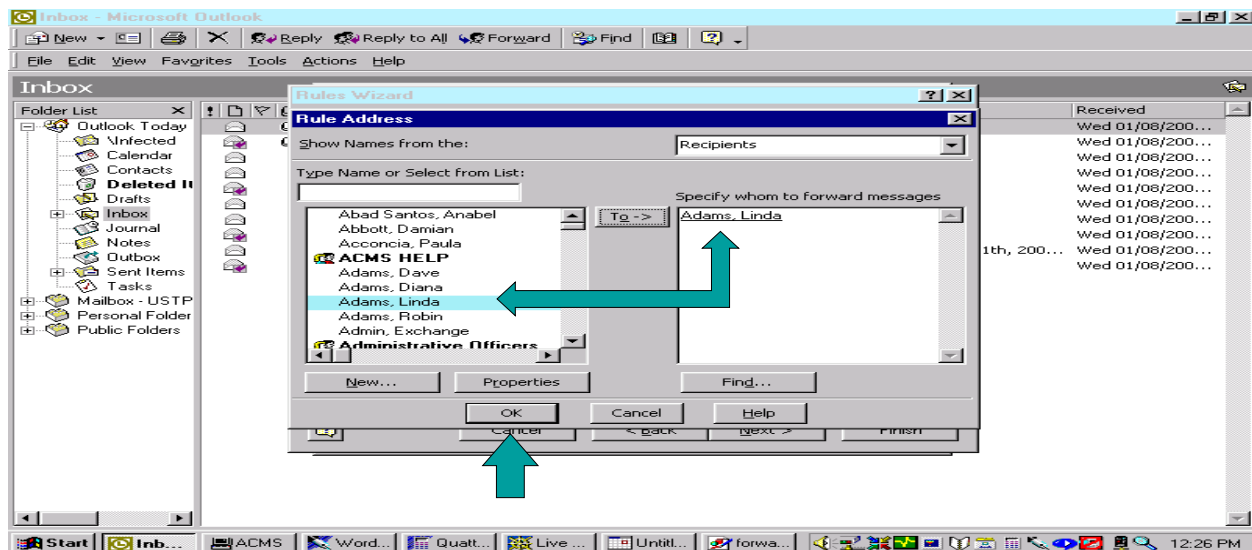 Inbox - Microsoft Outlook
New Reply Reply to All Forward Find
File Edit View Favorites Tools Actions Help
Inbox
Folder List
Outlook Today
\Infected
Calendar
Contacts
Deleted It
Drafts
Inbox
Journal
Notes
Outbox
Sent Items
Tasks
Mailbox - USTP
Personal Folder
Public Folders
Received
Wed 01/08/200...
Wed 01/08/200...
Wed 01/08/200...
Wed 01/08/200...
Wed 01/08/200...
Wed 01/08/200...
Wed 01/08/200...
Wed 01/08/200...
1th, 200... Wed 01/08/200...
Wed 01/08/200...
Rules Wizard
Rule Address
Show Names from the: Recipients
Type Name or Select from List:
Specify whom to forward messages
Abad Santos, Anabel
Abbott, Damian
Acconcia, Paula
ACMS HELP
Adams, Dave
Adams, Diana
Adams, Linda
Adams, Robin
Admin, Exchange
Administrative Officers
To ->
Adams, Linda
New... Properties Find...
OK Cancel Help
Cancel < Back Next > Finish
Start Inb... ACMS Word... Quatt... Live ... Untitl... forwa... 12:26 PM